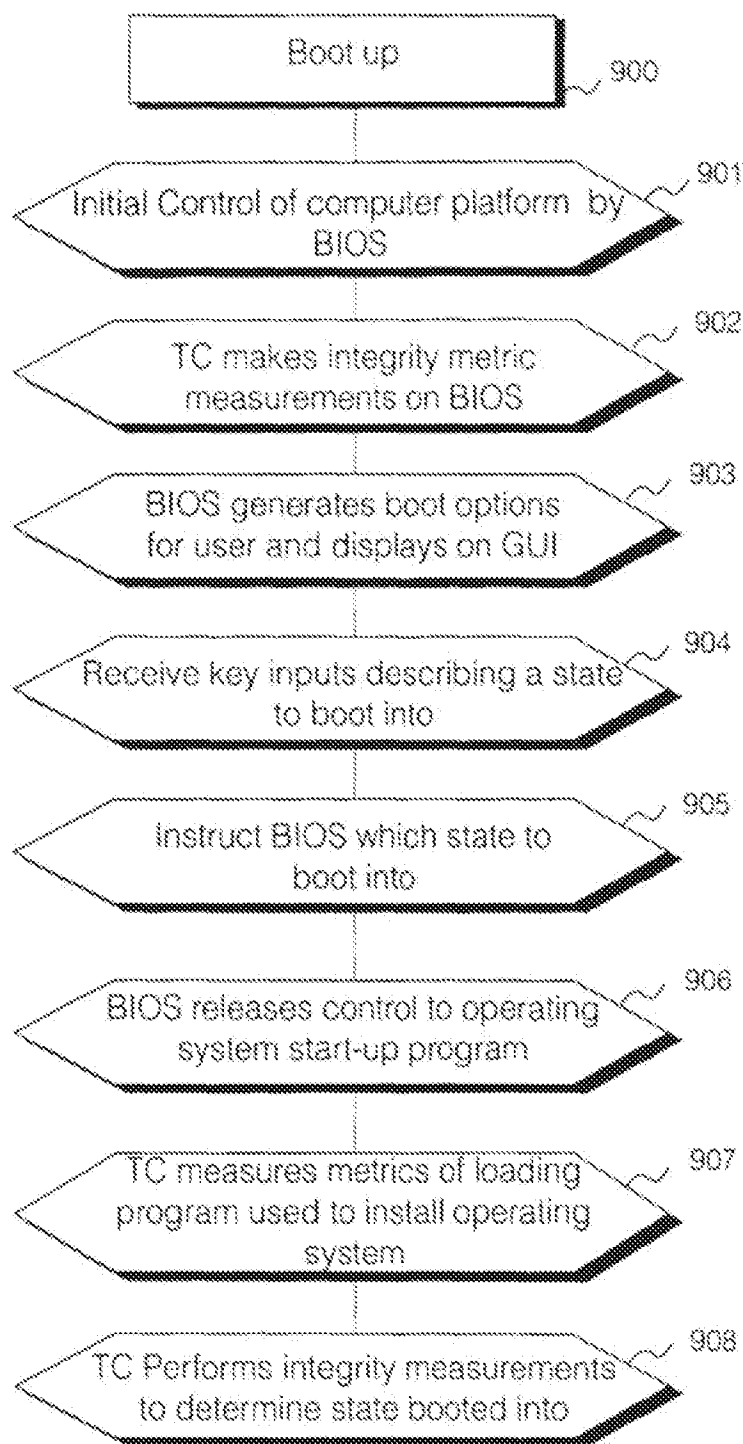 Boot up
900
Initial Control of computer platform by
BIOS
901
TC makes integrity metric
measurements on BIOS
902
BIOS generates boot options
for user and displays on GUI
903
Receive key inputs describing a state
to boot into
904
Instruct BIOS which state to
boot into
905
BIOS releases control to operating
system start-up program
906
TC measures metrics of loading
program used to install operating
system
907
TC Performs integrity measurements
to determine state booted into
908